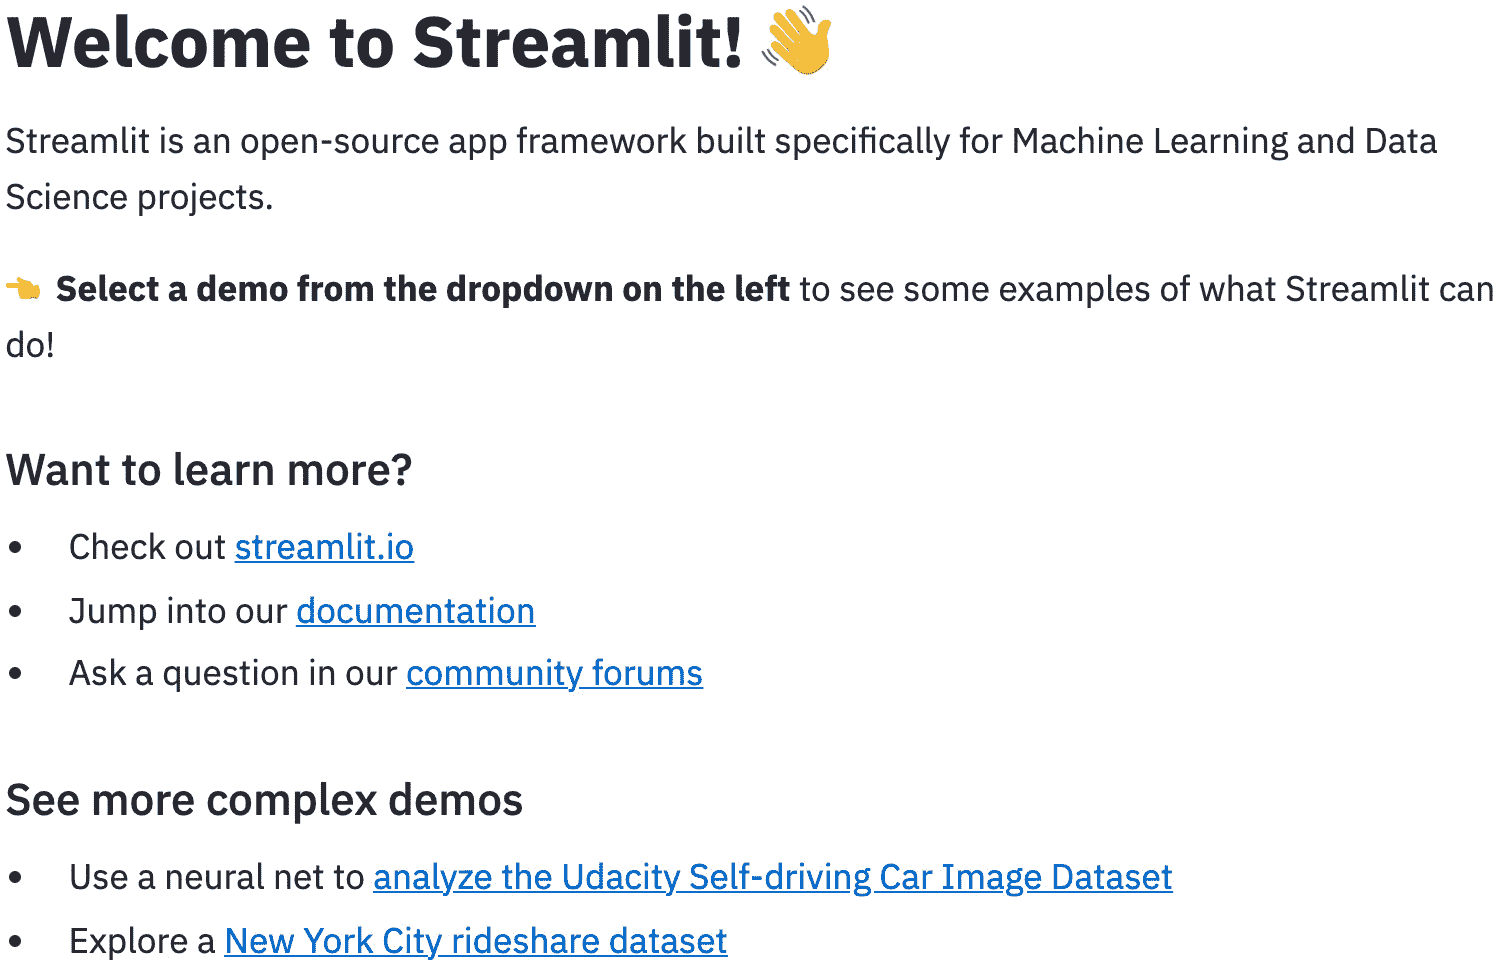 Welcome to Streamlit! 👋
Streamlit is an open-source app framework built specifically for Machine Learning and Data
Science projects.
👈 Select a demo from the dropdown on the left to see some examples of what Streamlit can
do!
Want to learn more?
• Check out streamlit.io
• Jump into our documentation
• Ask a question in our community forums
See more complex demos
• Use a neural net to analyze the Udacity Self-driving Car Image Dataset
• Explore a New York City rideshare dataset